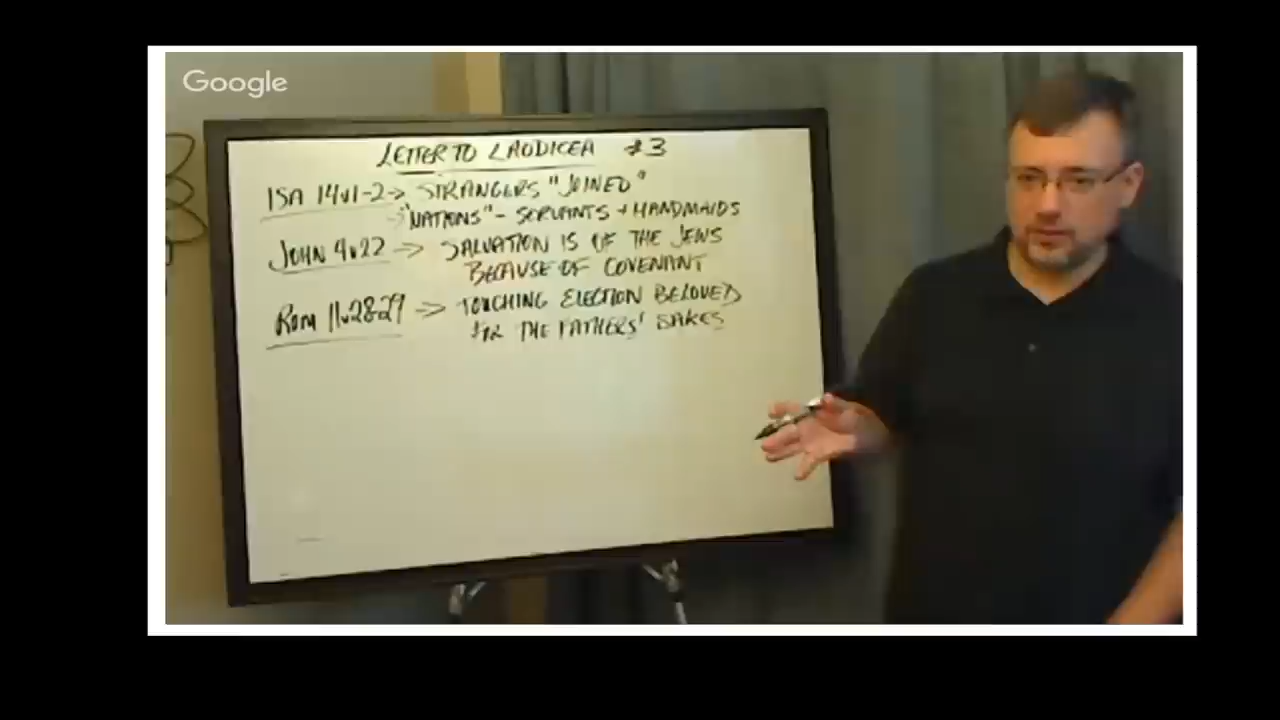 Google
LETTER TO LAODICEA #3
ISA 14v1-2 -> STRANGERS "JOINED"
-> "NATIONS" - SERVANTS + HANDMAIDS
JOHN 4v22 -> SALVATION IS OF THE JEWS
BECAUSE OF COVENANT
ROM 11v28-29 -> TOUCHING ELECTION BELOVED
FOR THE FATHERS' SAKES